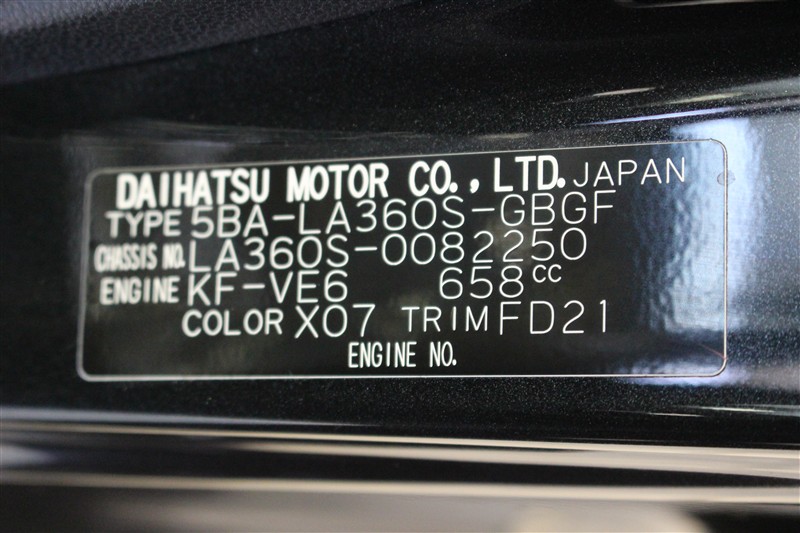 DAIHATSU MOTOR CO., LTD. JAPAN
TYPE 5BA-LA360S-GBGF
CHASSIS NO. LA360S-0082250
ENGINE KF-VE6 658cc
COLOR X07 TRIM FD21
ENGINE NO.